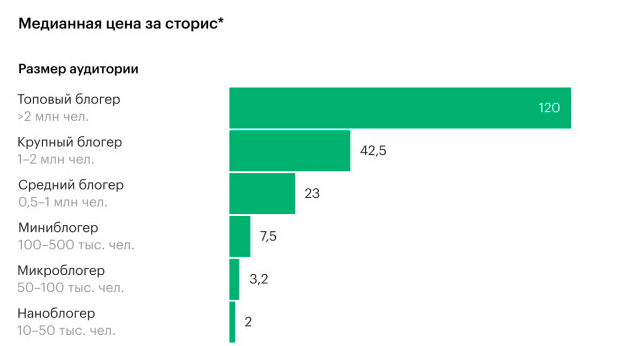 Медианная цена за сторис*
Размер аудитории
Топовый блогер
>2 млн чел.
120
Крупный блогер
1–2 млн чел.
42,5
Средний блогер
0,5–1 млн чел.
23
Миниблогер
100–500 тыс. чел.
7,5
Микроблогер
50–100 тыс. чел.
3,2
Наноблогер
10–50 тыс. чел.
2